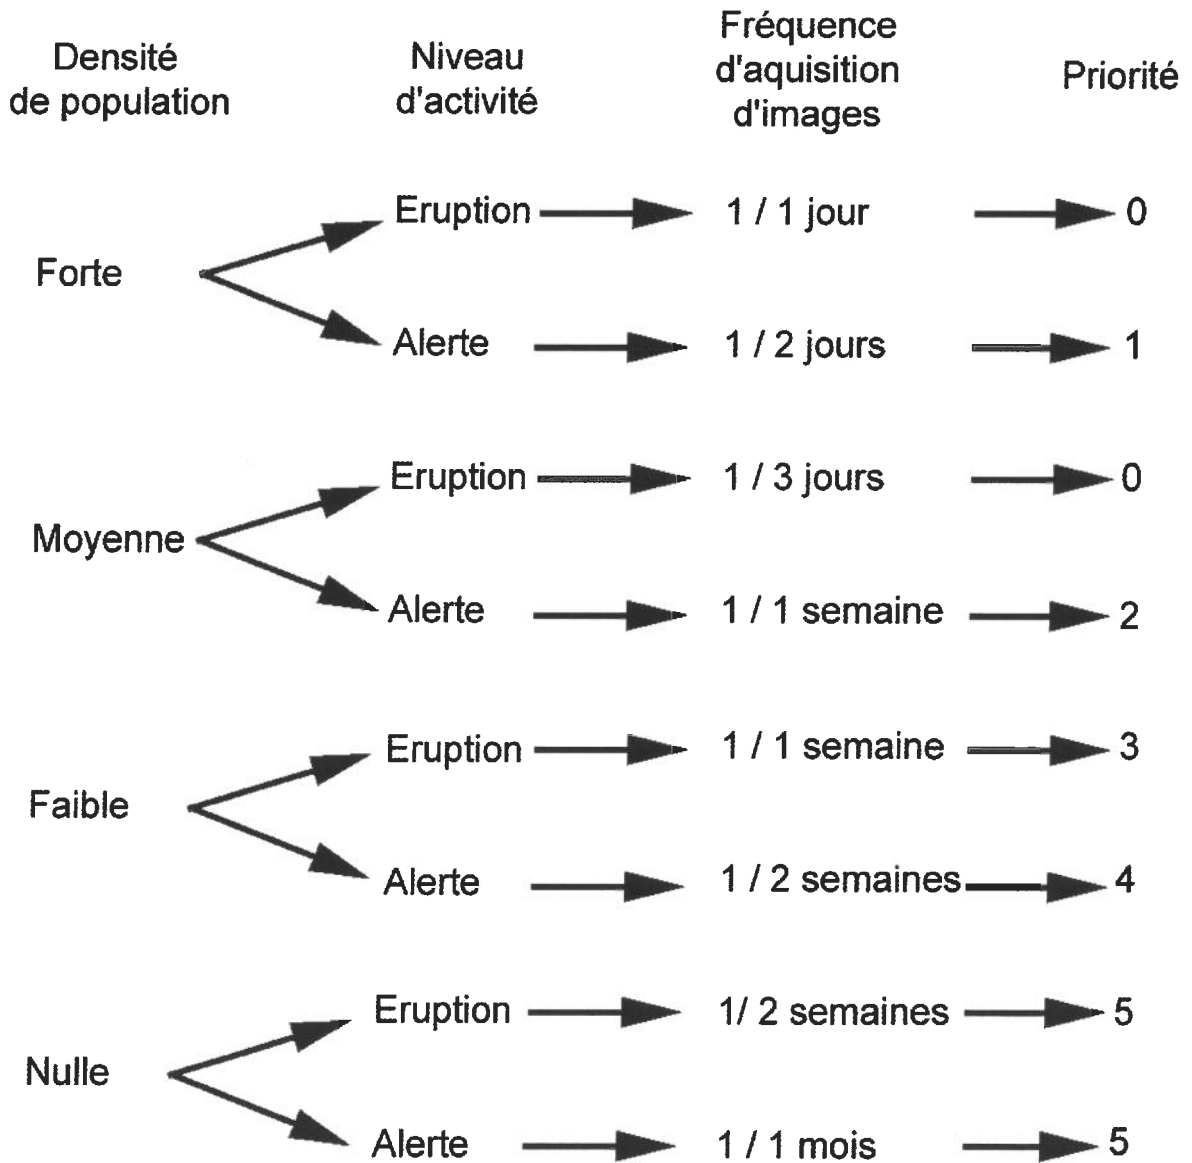 Densité
de population
Niveau
d'activité
Fréquence
d'aquisition
d'images
Priorité
Forte
Eruption
1 / 1 jour
0
Alerte
1 / 2 jours
1
Moyenne
Eruption
1 / 3 jours
0
Alerte
1 / 1 semaine
2
Faible
Eruption
1 / 1 semaine
3
Alerte
1 / 2 semaines
4
Nulle
Eruption
1/ 2 semaines
5
Alerte
1 / 1 mois
5